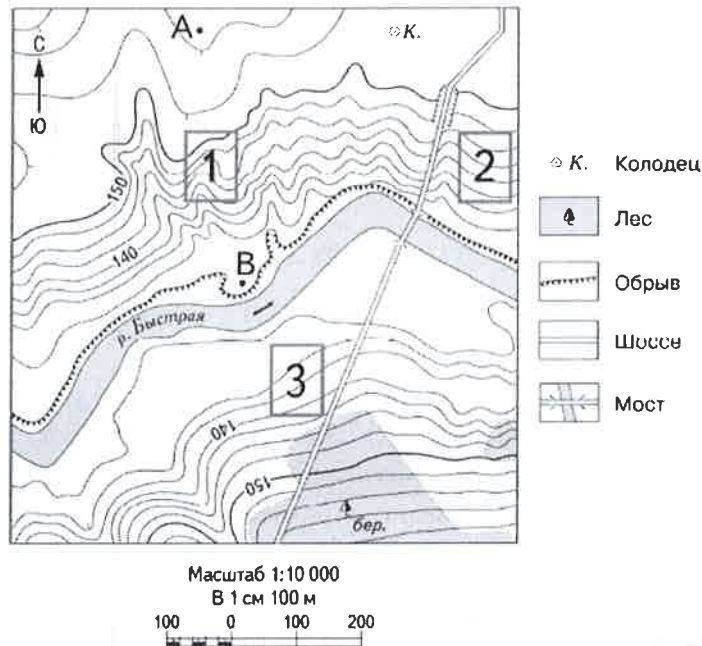 А
К.
С
Ю
1
2
150
140
В
р. Быстрая
3
140
150
бер.
К. Колодец
Лес
Обрыв
Шоссе
Мост
Масштаб 1:10 000
В 1 см 100 м
100 0 100 200